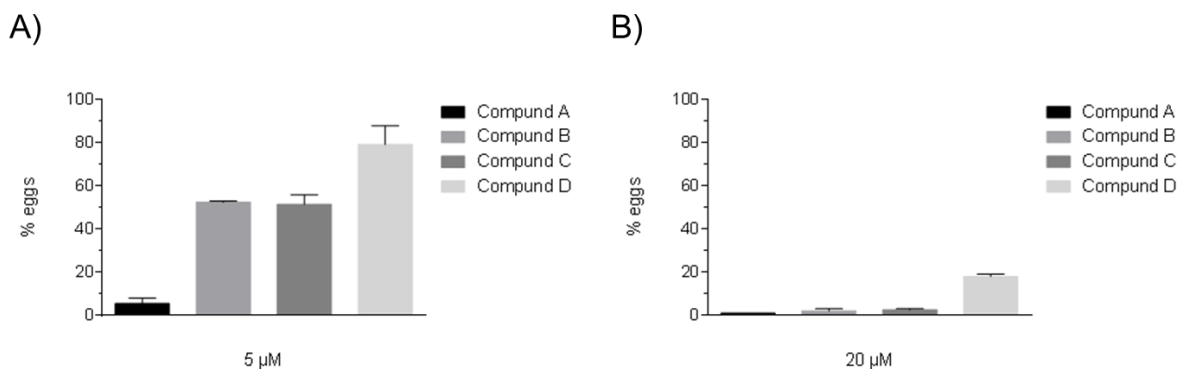 A)
100
80
60
40
20
0
% eggs
5 µM
Compund A
Compund B
Compund C
Compund D
B)
100
80
60
40
20
0
% eggs
20 µM
Compund A
Compund B
Compund C
Compund D